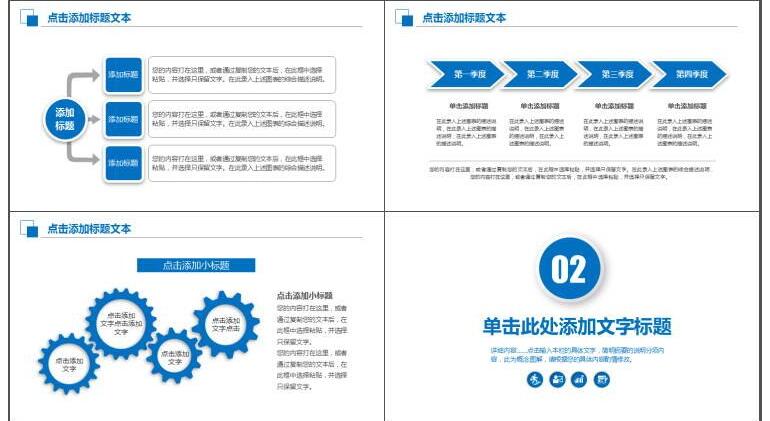 点击添加标题文本
添加
标题
添加标题
您的内容打在这里，或者通过复制您的文本后，在此框中选择
粘贴，并选择只保留文字。在此录入上述图表的综合描述说明。
添加标题
您的内容打在这里，或者通过复制您的文本后，在此框中选择
粘贴，并选择只保留文字。在此录入上述图表的综合描述说明。
添加标题
您的内容打在这里，或者通过复制您的文本后，在此框中选择
粘贴，并选择只保留文字。在此录入上述图表的综合描述说明。
点击添加标题文本
第一季度
第二季度
第三季度
第四季度
单击添加标题
在此录入上述图表的描述
说明，在此录入上述图表
的描述说明，在此录入上
述图表的描述说明。
单击添加标题
在此录入上述图表的描述
说明，在此录入上述图表
的描述说明，在此录入上
述图表的描述说明。
单击添加标题
在此录入上述图表的描述
说明，在此录入上述图表
的描述说明，在此录入上
述图表的描述说明。
单击添加标题
在此录入上述图表的描述
说明，在此录入上述图表
的描述说明，在此录入上
述图表的描述说明。
您的内容打在这里，或者通过复制您的文本后，在此框中选择粘贴，并选择只保留文字。在此录入上述图表的综合描述说明，
您的内容打在这里，或者通过复制您的文本后，在此框中选择粘贴，并选择只保留文字。
点击添加标题文本
点击添加小标题
点击添加
文字
点击添加
文字点击添加
文字
点击添加
文字
点击添加
文字点击
点击添加小标题
您的内容打在这里，或者
通过复制您的文本后，在
此框中选择粘贴，并选择
只保留文字。
您的内容打在这里，或者
通过复制您的文本后，在
此框中选择粘贴，并选择
只保留文字。
02
单击此处添加文字标题
详细内容……点击输入本栏的具体文字，简明扼要的说明分项内
容，此为概念图解，请根据您的具体内容酌情修改。